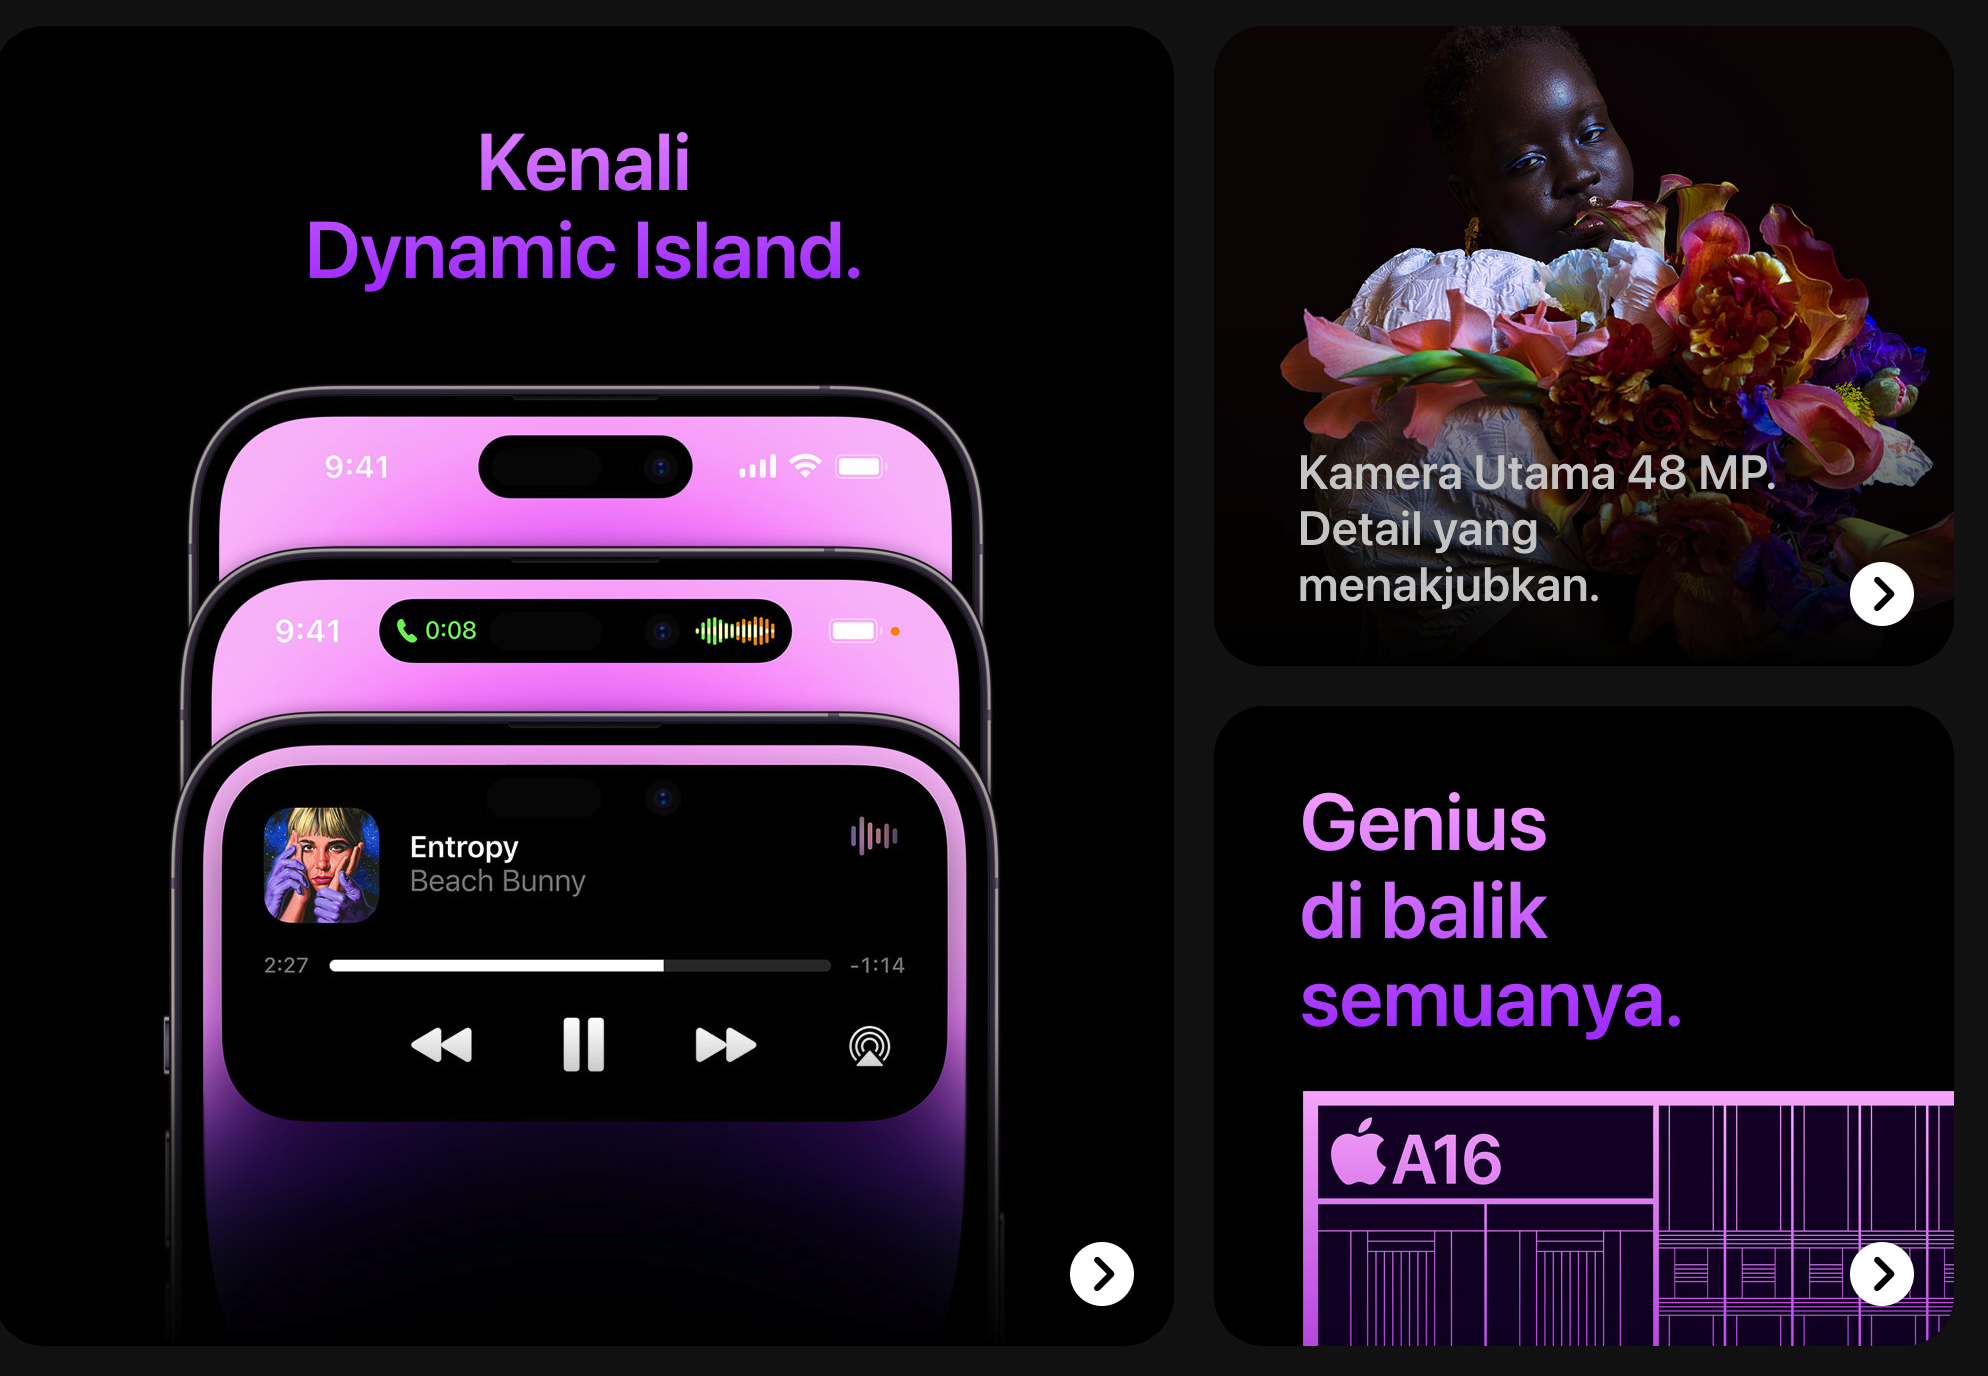 Kenali
Dynamic Island.
9:41
9:41
0:08
Entropy
Beach Bunny
2:27
-1:14
Kamera Utama 48 MP.
Detail yang
menakjubkan.
Genius
di balik
semuanya.
A16